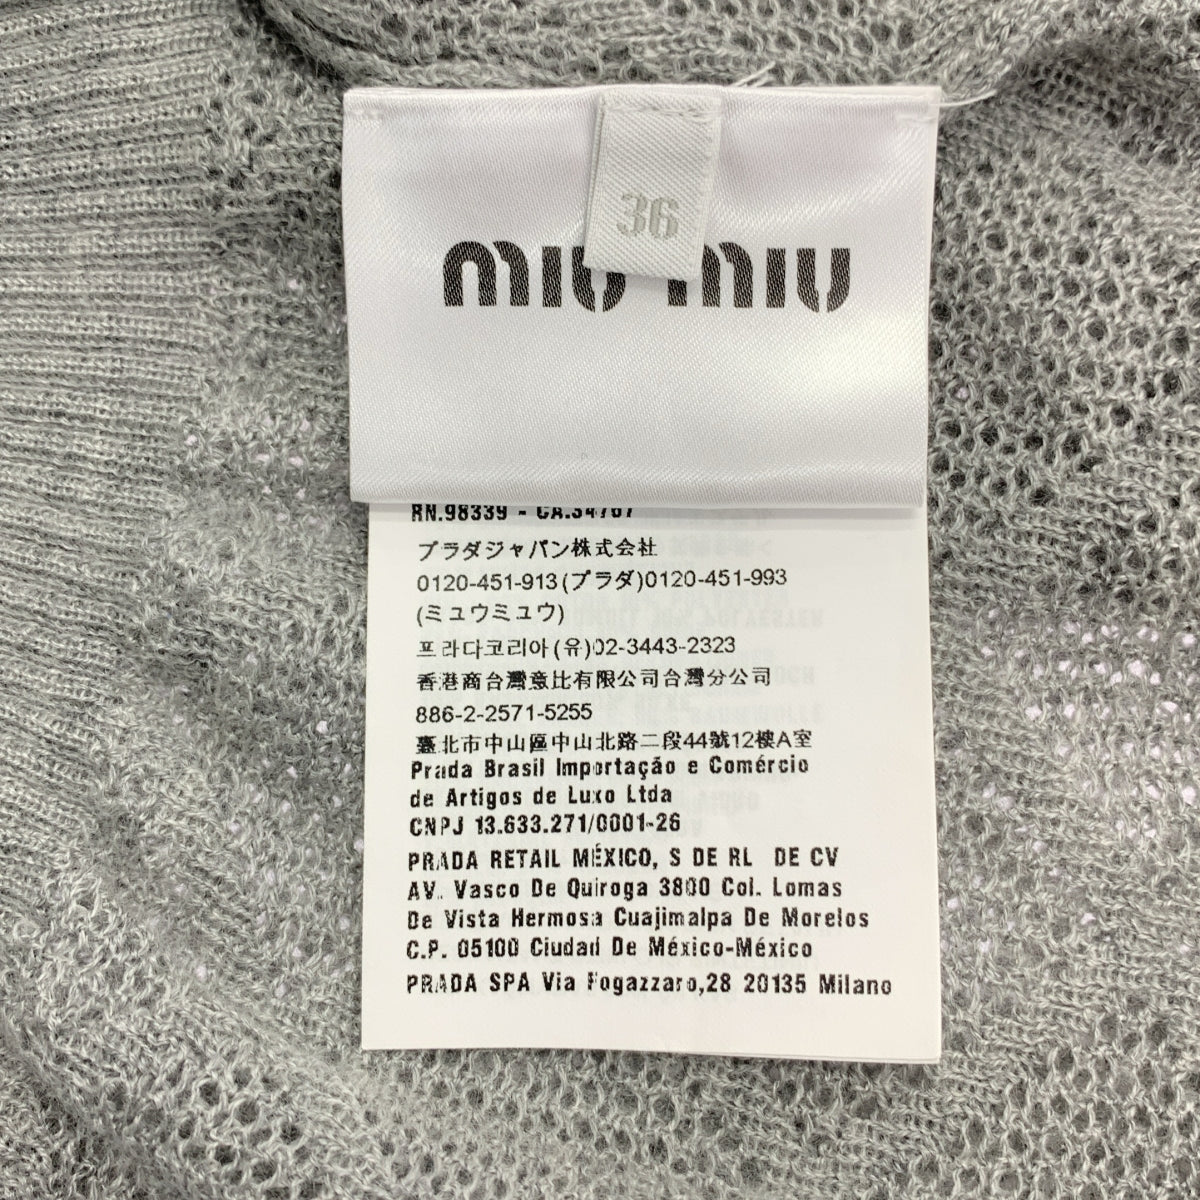 36
miu miu
RN.98339 - CA.34767
プラダジャパン株式会社
0120-451-913(プラダ)0120-451-993
(ミュウミュウ)
프라다코리아(유)02-3443-2323
香港商台灣意比有限公司台灣分公司
886-2-2571-5255
臺北市中山區中山北路二段44號12樓A室
Prada Brasil Importação e Comércio
de Artigos de Luxo Ltda
CNPJ 13.633.271/0001-26
PRADA RETAIL MÉXICO, S DE RL DE CV
AV. Vasco De Quiroga 3800 Col. Lomas
De Vista Hermosa Cuajimalpa De Morelos
C.P. 05100 Ciudad De México-México
PRADA SPA Via Fogazzaro,28 20135 Milano